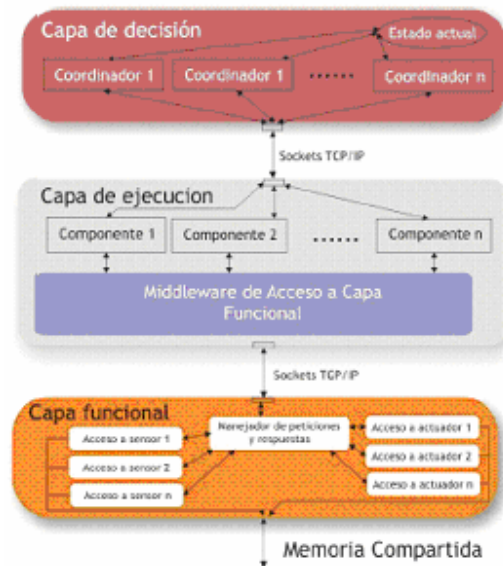 Capa de decisión
Estado actual
Coordinador 1
Coordinador 1
......
Coordinador n
Sockets TCP/IP
Capa de ejecucion
Componente 1
Componente 2
......
Componente n
Middleware de Acceso a Capa
Funcional
Sockets TCP/IP
Capa funcional
Manejador de peticiones
y respuestas
Acceso a sensor 1
Acceso a sensor 2
Acceso a sensor n
Acceso a actuador 1
Acceso a actuador 2
Acceso a actuador n
Memoria Compartida